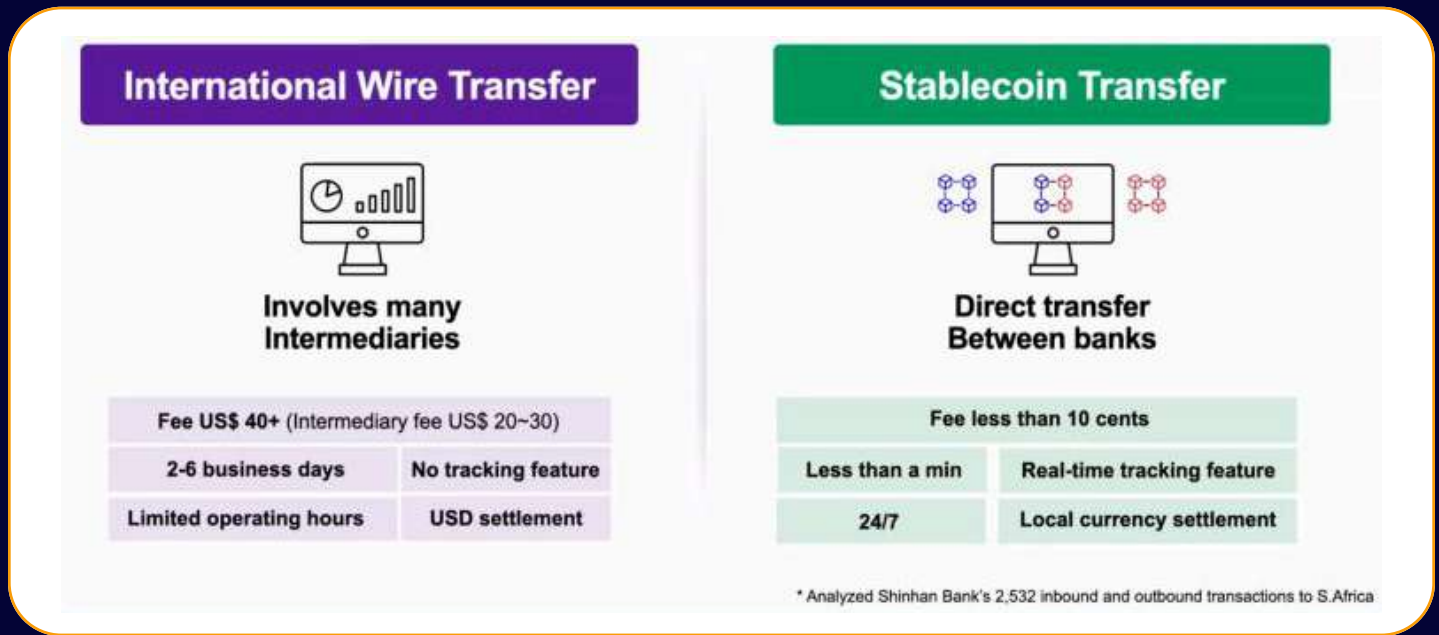 International Wire Transfer
Involves many
Intermediaries
Fee US$ 40+ (Intermediary fee US$ 20~30)
2-6 business days
No tracking feature
Limited operating hours
USD settlement
Stablecoin Transfer
Direct transfer
Between banks
Fee less than 10 cents
Less than a min
Real-time tracking feature
24/7
Local currency settlement
* Analyzed Shinhan Bank's 2,532 inbound and outbound transactions to S.Africa